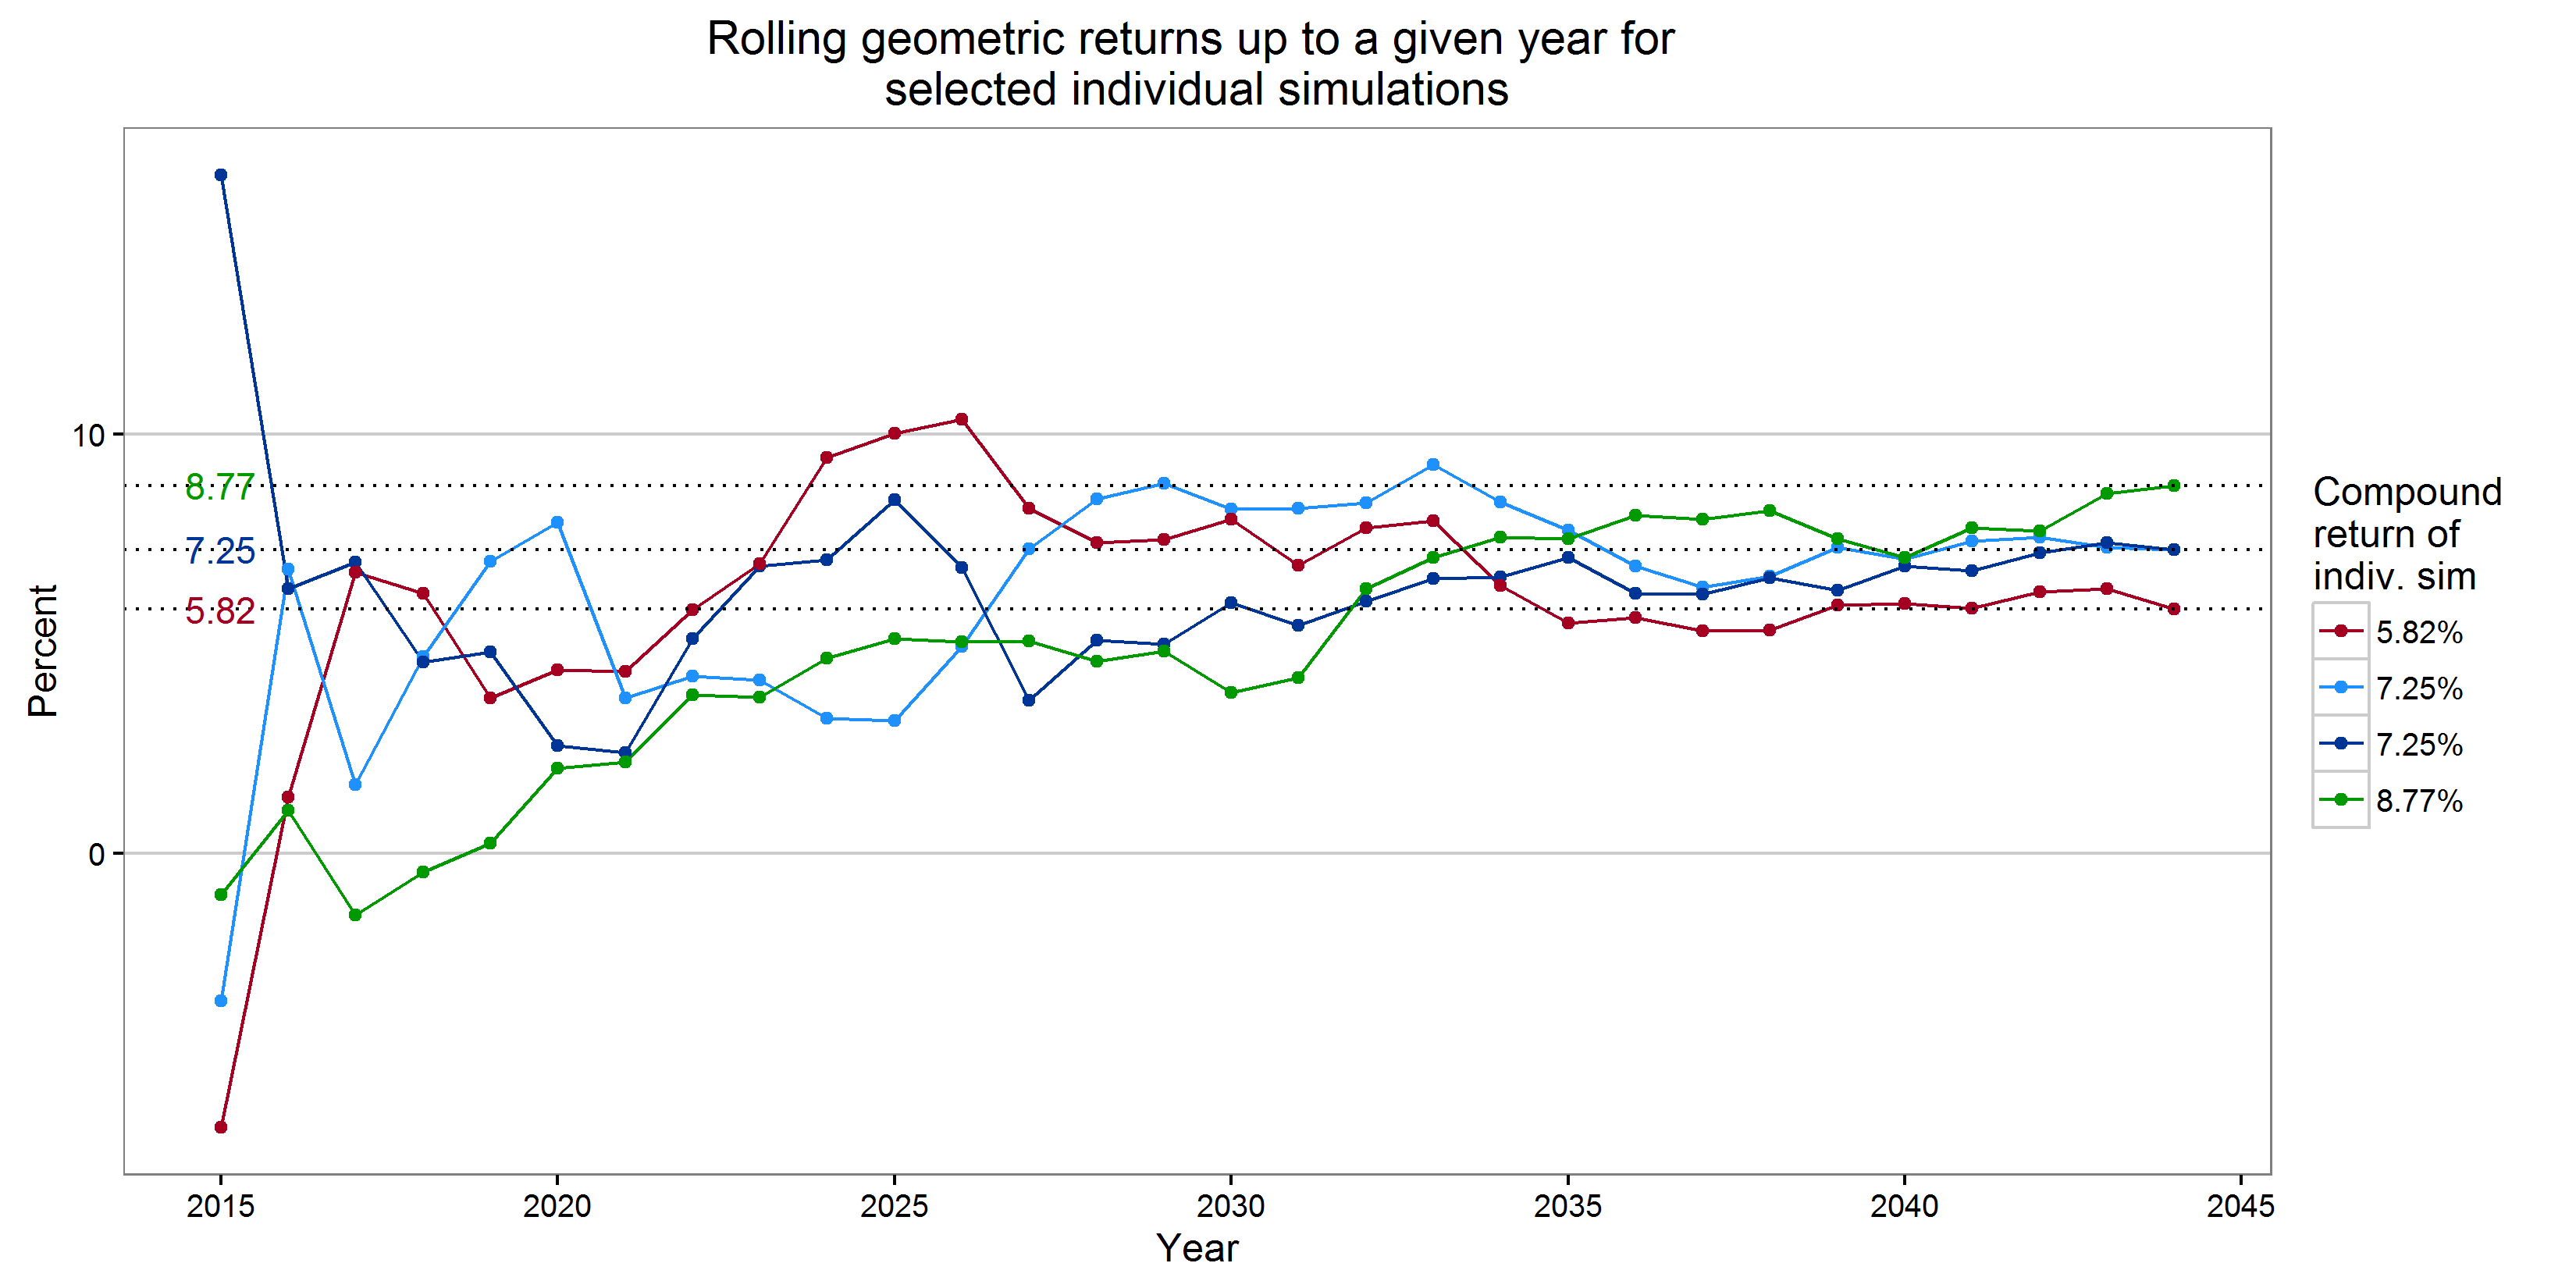 Rolling geometric returns up to a given year for
selected individual simulations
Percent
10
0
8.77
7.25
5.82
2015
2020
2025
2030
2035
2040
2045
Year
Compound
return of
indiv. sim
5.82%
7.25%
7.25%
8.77%